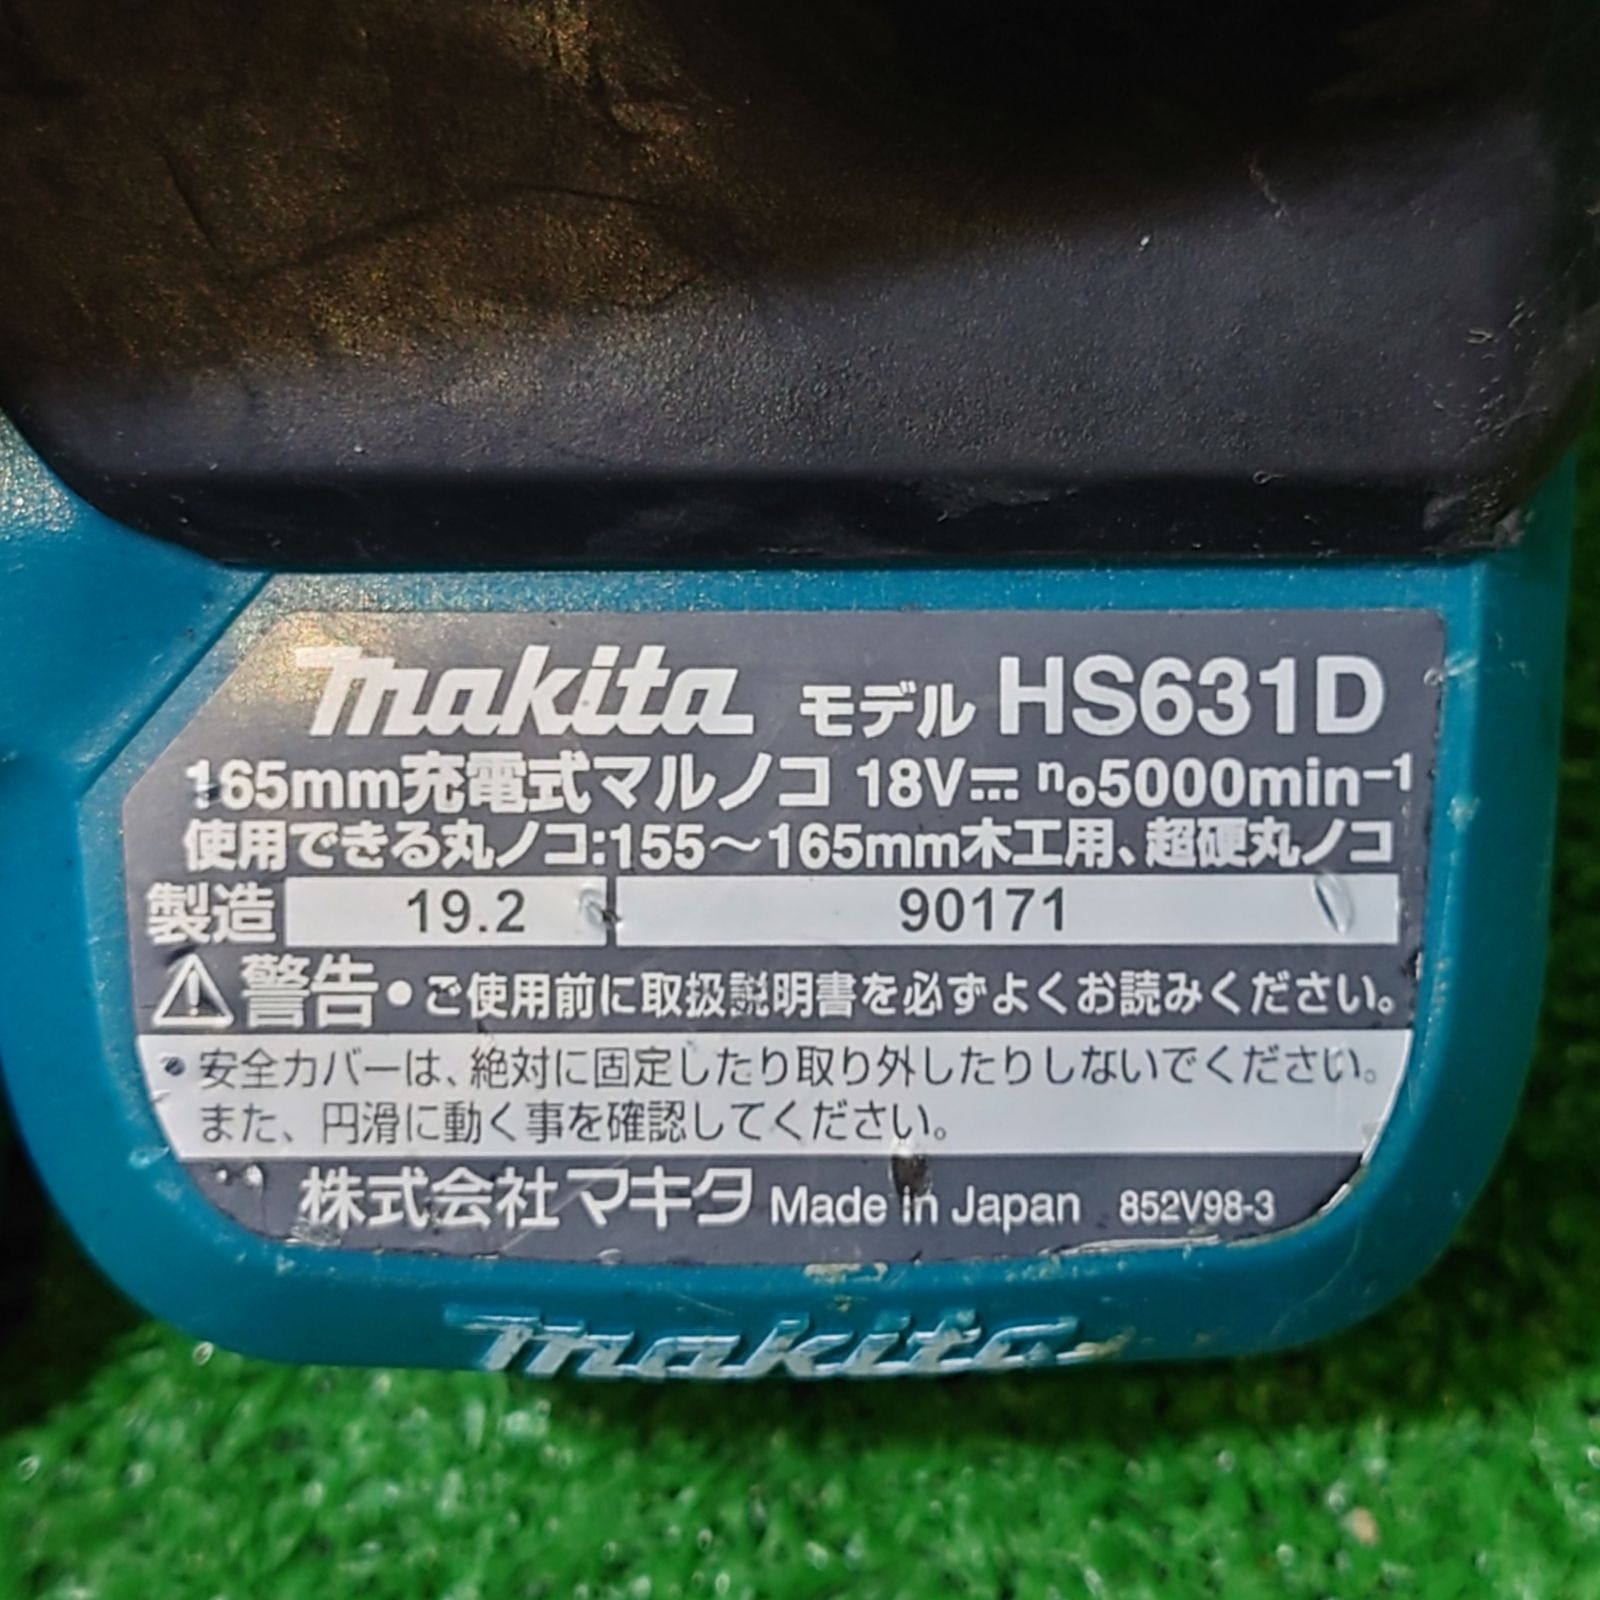 makita モデル HS631D
165mm充電式マルノコ 18V⎓ n₀5000min⁻¹
使用できる丸ノコ:155～165mm木工用、超硬丸ノコ
製造 19.2 90171
⚠警告•ご使用前に取扱説明書を必ずよくお読みください。
•安全カバーは、絶対に固定したり取り外したりしないでください。
また、円滑に動く事を確認してください。
株式会社マキタ Made in Japan 852V98-3
makita